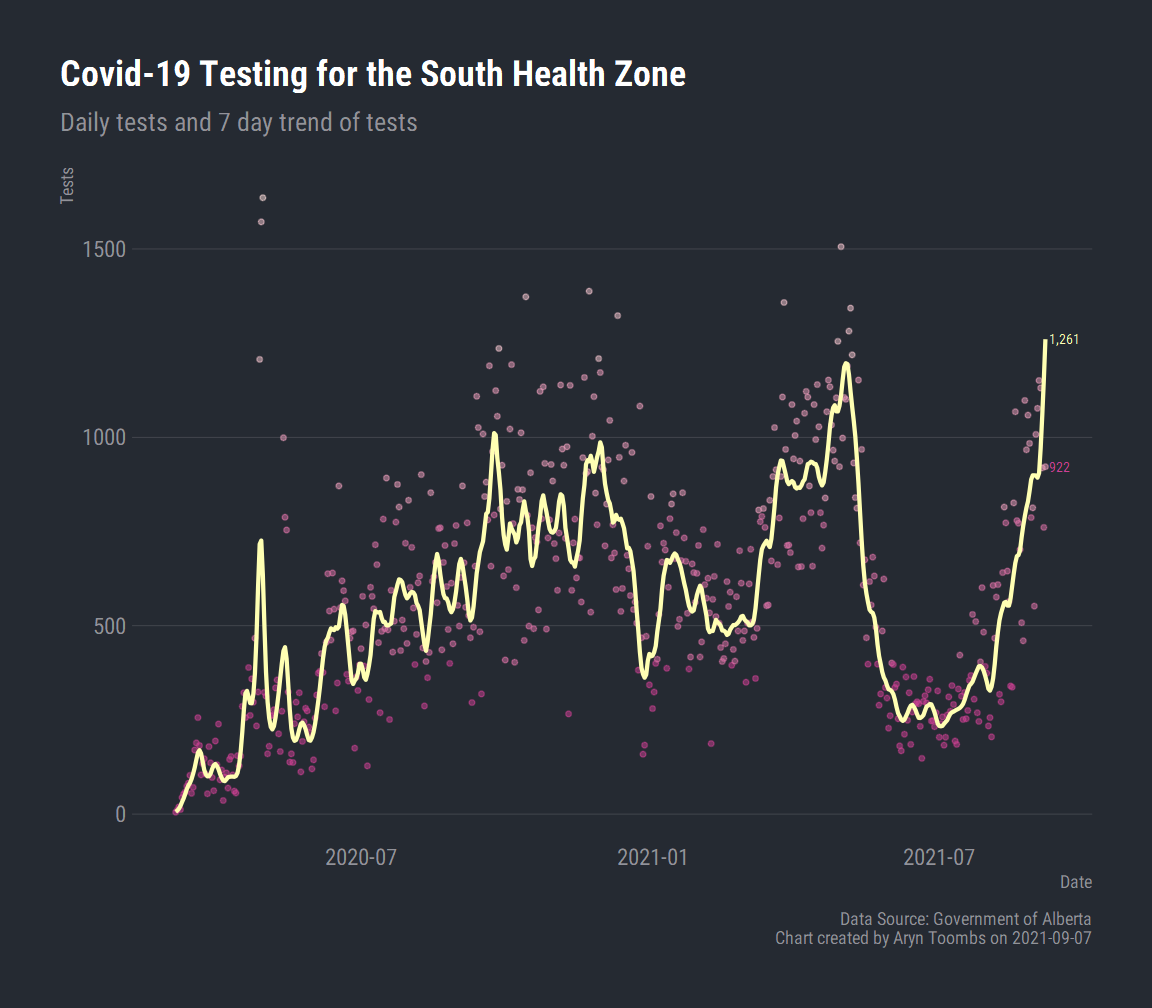 Covid-19 Testing for the South Health Zone
Daily tests and 7 day trend of tests
Tests
1500
1,261
1000
922
500
0
2020-07
2021-01
2021-07
Date
Data Source: Government of Alberta
Chart created by Aryn Toombs on 2021-09-07